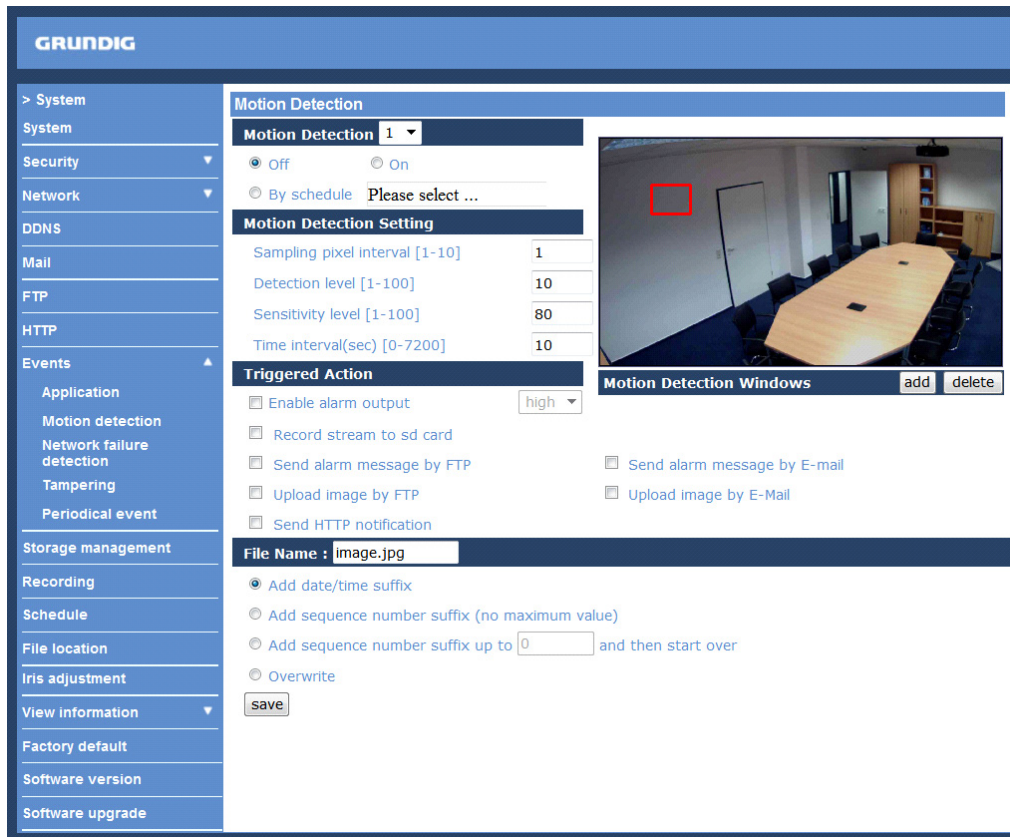 GRUNDIG
> System
System
Security
Network
DDNS
Mail
FTP
HTTP
Events
Application
Motion detection
Network failure
detection
Tampering
Periodical event
Storage management
Recording
Schedule
File location
Iris adjustment
View information
Factory default
Software version
Software upgrade
Motion Detection
Motion Detection 1
Off On
By schedule Please select ...
Motion Detection Setting
Sampling pixel interval [1-10] 1
Detection level [1-100] 10
Sensitivity level [1-100] 80
Time interval(sec) [0-7200] 10
Motion Detection Windows add delete
Triggered Action
Enable alarm output high
Record stream to sd card
Send alarm message by FTP Send alarm message by E-mail
Upload image by FTP Upload image by E-Mail
Send HTTP notification
File Name : image.jpg
Add date/time suffix
Add sequence number suffix (no maximum value)
Add sequence number suffix up to 0 and then start over
Overwrite
save